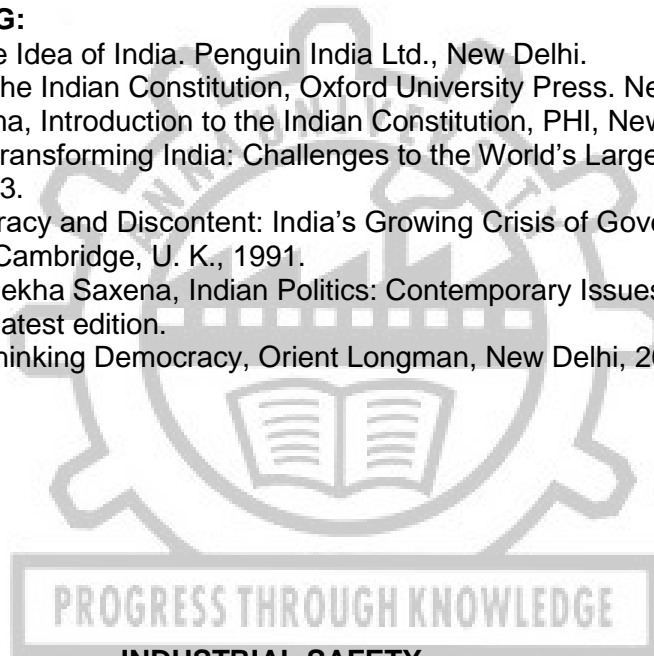 G:
e Idea of India. Penguin India Ltd., New Delhi.
he Indian Constitution, Oxford University Press. Ne
na, Introduction to the Indian Constitution, PHI, New
ransforming India: Challenges to the World's Large
3.
racy and Discontent: India's Growing Crisis of Gove
Cambridge, U. K., 1991.
ekha Saxena, Indian Politics: Contemporary Issues
atest edition.
hinking Democracy, Orient Longman, New Delhi, 20
ANNA UNIVERSITY
PROGRESS THROUGH KNOWLEDGE
INDUSTRIAL SAFETY